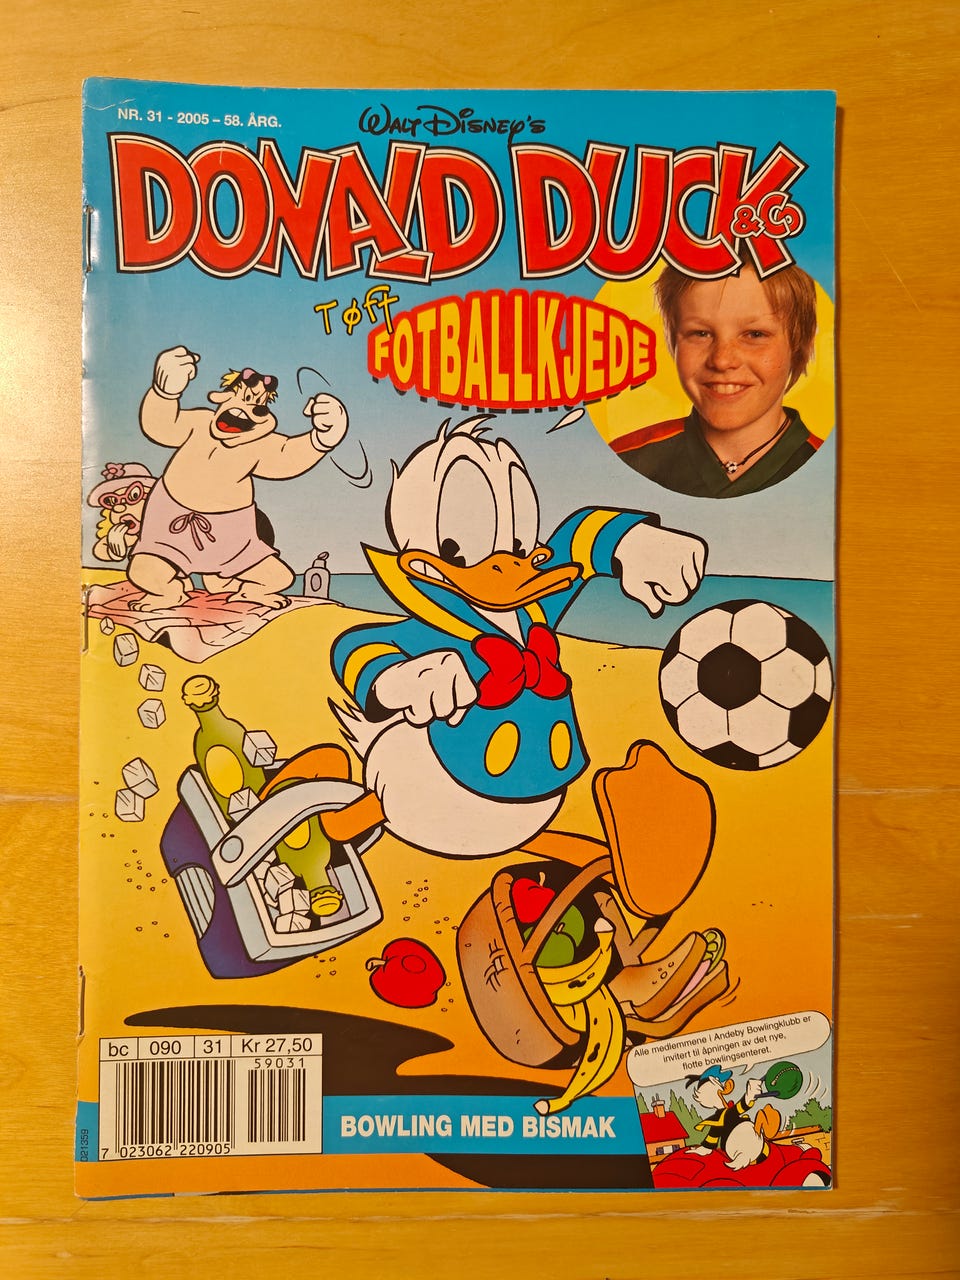 NR. 31 - 2005 – 58. ÅRG.
WALT DISNEY'S
DONALD DUCK
& Co
TØFT
FOTBALLKJEDE
Alle medlemmene i Andeby Bowlingklubb er
invitert til åpningen av det nye,
flotte bowlingsenteret.
bc 090 31 Kr 27,50
59031
BOWLING MED BISMAK
7 023062 220905
021359